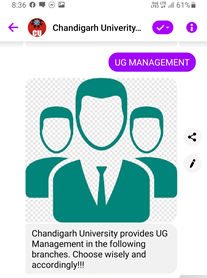 8:36 61%
Chandigarh University...
CU
UG MANAGEMENT
Chandigarh University provides UG
Management in the following
branches. Choose wisely and
accordingly!!!